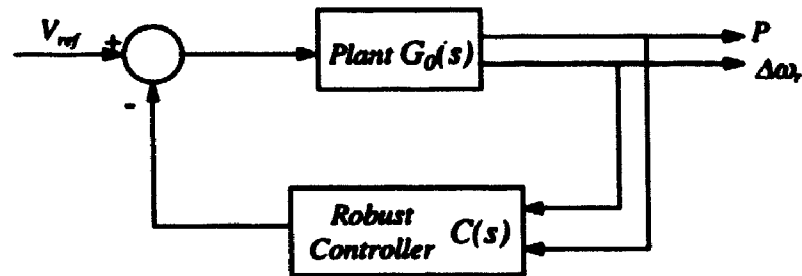 V_ref
+
-
Plant G_0(s)
P
Δω_r
Robust
Controller C(s)